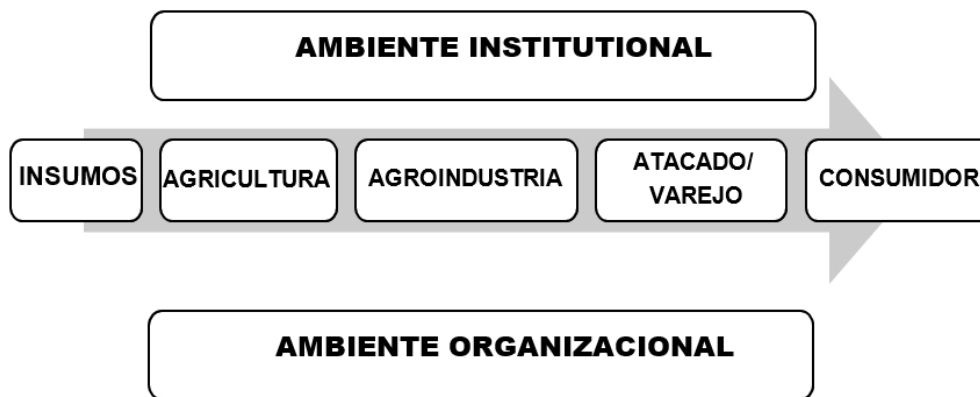 AMBIENTE INSTITUTIONAL
INSUMOS
AGRICULTURA
AGROINDUSTRIA
ATACADO/
VAREJO
CONSUMIDOR
AMBIENTE ORGANIZACIONAL